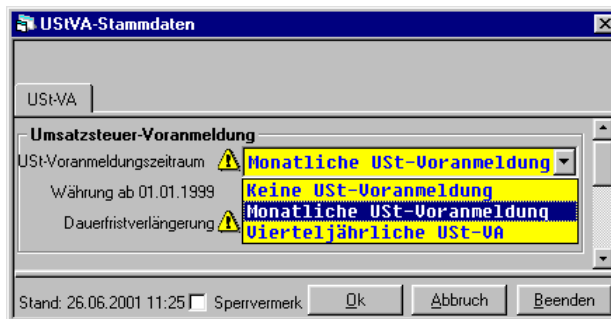 UStVA-Stammdaten
USt-VA
Umsatzsteuer-Voranmeldung
USt-Voranmeldungszeitraum Monatliche USt-Voranmeldung
Währung ab 01.01.1999 Keine USt-Voranmeldung
Monatliche USt-Voranmeldung
Dauerfristverlängerung Vierteljährliche USt-VA
Stand: 26.06.2001 11:25 Sperrvermerk Ok Abbruch Beenden